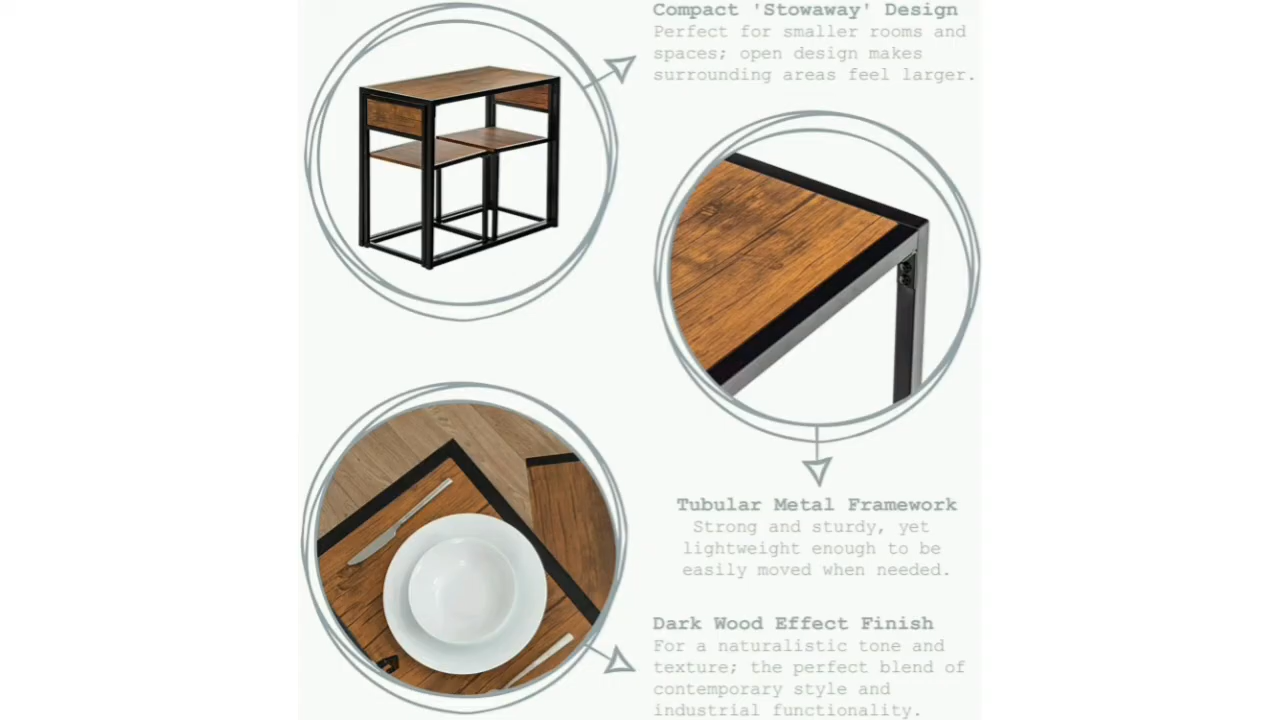 Compact 'Stowaway' Design
Perfect for smaller rooms and
spaces; open design makes
surrounding areas feel larger.
Tubular Metal Framework
Strong and sturdy, yet
lightweight enough to be
easily moved when needed.
Dark Wood Effect Finish
For a naturalistic tone and
texture; the perfect blend of
contemporary style and
industrial functionality.